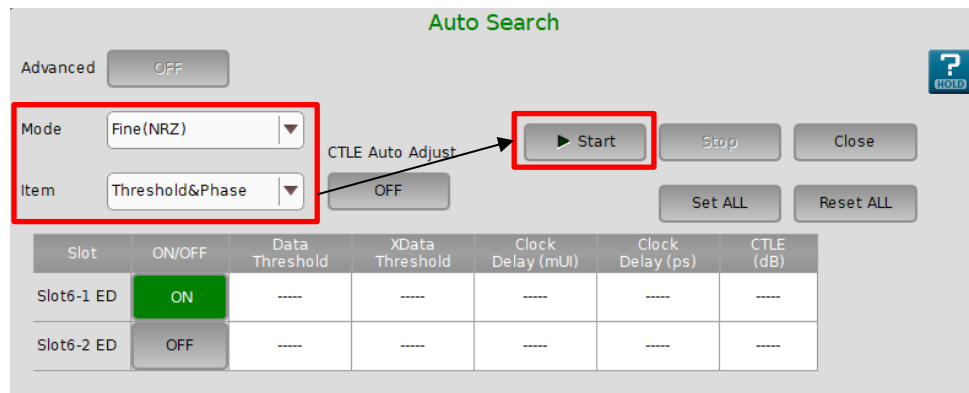 Auto Search
Advanced OFF
? HOLD
Mode Fine(NRZ)
CTLE Auto Adjust
Start Stop Close
Item Threshold&Phase OFF
Set ALL Reset ALL
Slot ON/OFF Data Threshold XData Threshold Clock Delay (mUI) Clock Delay (ps) CTLE (dB)
Slot6-1 ED ON ----- ----- ----- ----- -----
Slot6-2 ED OFF ----- ----- ----- ----- -----